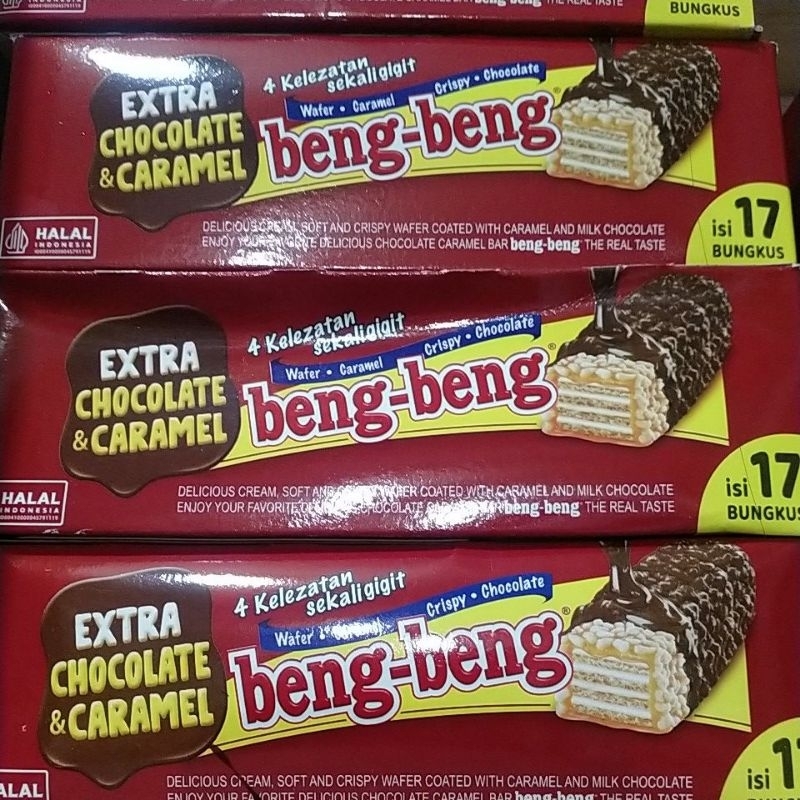 BUNGKUS
EXTRA
CHOCOLATE
& CARAMEL
4 Kelezatan
sekaligigit
Wafer • Caramel
Crispy • Chocolate
beng-beng®
HALAL
INDONESIA
DELICIOUS CREAM, SOFT AND CRISPY WAFER COATED WITH CARAMEL AND MILK CHOCOLATE
ENJOY YOUR DELICIOUS CHOCOLATE CARAMEL BAR beng-beng THE REAL TASTE
isi 17
BUNGKUS
EXTRA
CHOCOLATE
& CARAMEL
4 Kelezatan
sekaligigit
Wafer • Caramel
Crispy • Chocolate
beng-beng®
HALAL
INDONESIA
DELICIOUS CREAM, SOFT AND WAFER COATED WITH CARAMEL AND MILK CHOCOLATE
ENJOY YOUR FAVORITE CHOCOLATE beng-beng THE REAL TASTE
isi 17
BUNGKUS
EXTRA
CHOCOLATE
& CARAMEL
4 Kelezatan
sekaligigit
Wafer •
Crispy • Chocolate
beng-beng®
DELICIOUS CREAM, SOFT AND CRISPY WAFER COATED WITH CARAMEL AND MILK CHOCOLATE
ENJOY YOUR FAVORITE DELICIOUS CHOCOLATE CARAMEL BAR beng-beng THE REAL TASTE
isi